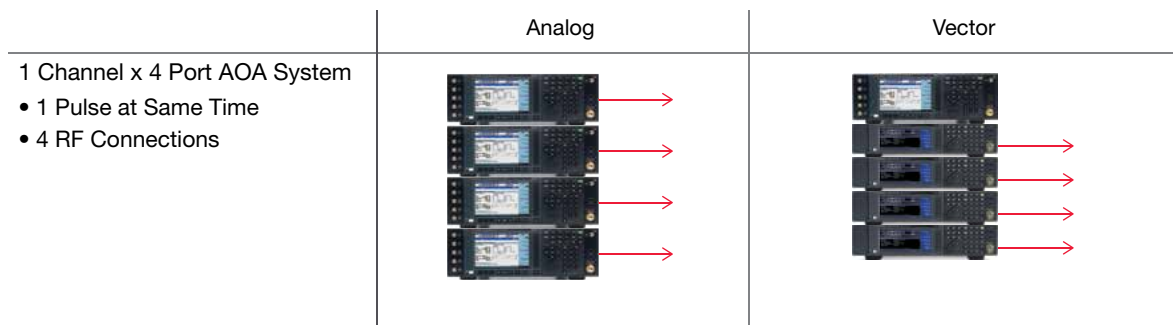 Analog
Vector
1 Channel x 4 Port AOA System
• 1 Pulse at Same Time
• 4 RF Connections